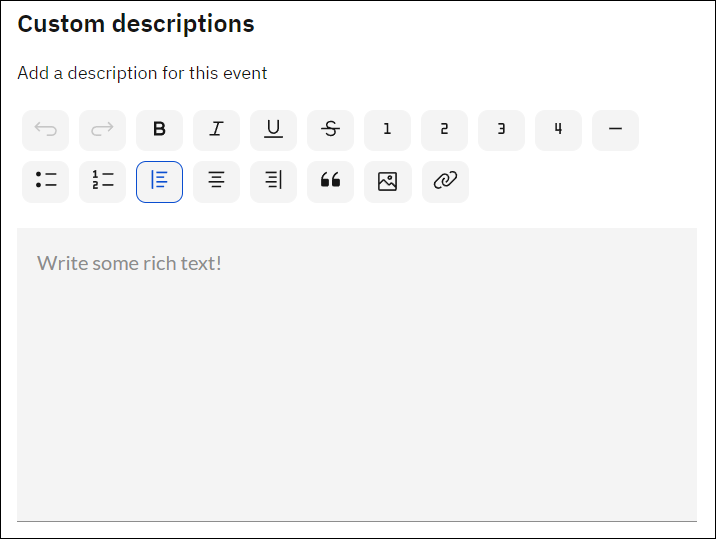 Custom descriptions
Add a description for this event
B I U S 1 2 3 4
Write some rich text!